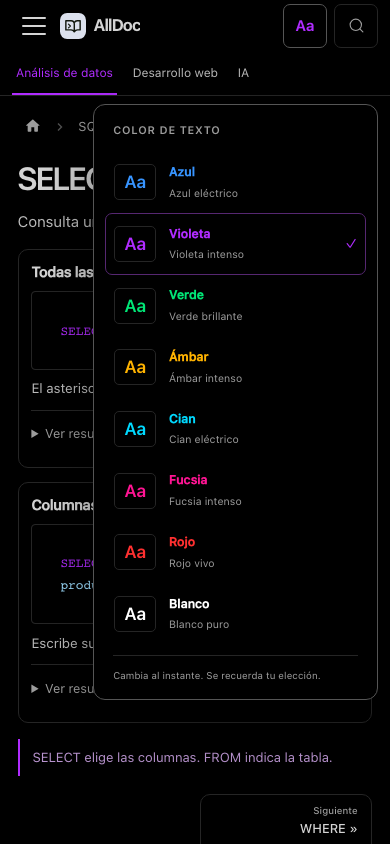 AllDoc
Aa
Análisis de datos
Desarrollo web
IA
SELEC
Consulta u
Todas las
SELEC
El asteris
Ver resu
Columnas
SELE
produ
Escribe su
Ver resu
COLOR DE TEXTO
Aa
Azul
Azul eléctrico
Aa
Violeta
Violeta intenso
Aa
Verde
Verde brillante
Aa
Ámbar
Ámbar intenso
Aa
Cian
Cian eléctrico
Aa
Fucsia
Fucsia intenso
Aa
Rojo
Rojo vivo
Aa
Blanco
Blanco puro
Cambia al instante. Se recuerda tu elección.
SELECT elige las columnas. FROM indica la tabla.
Siguiente
WHERE »